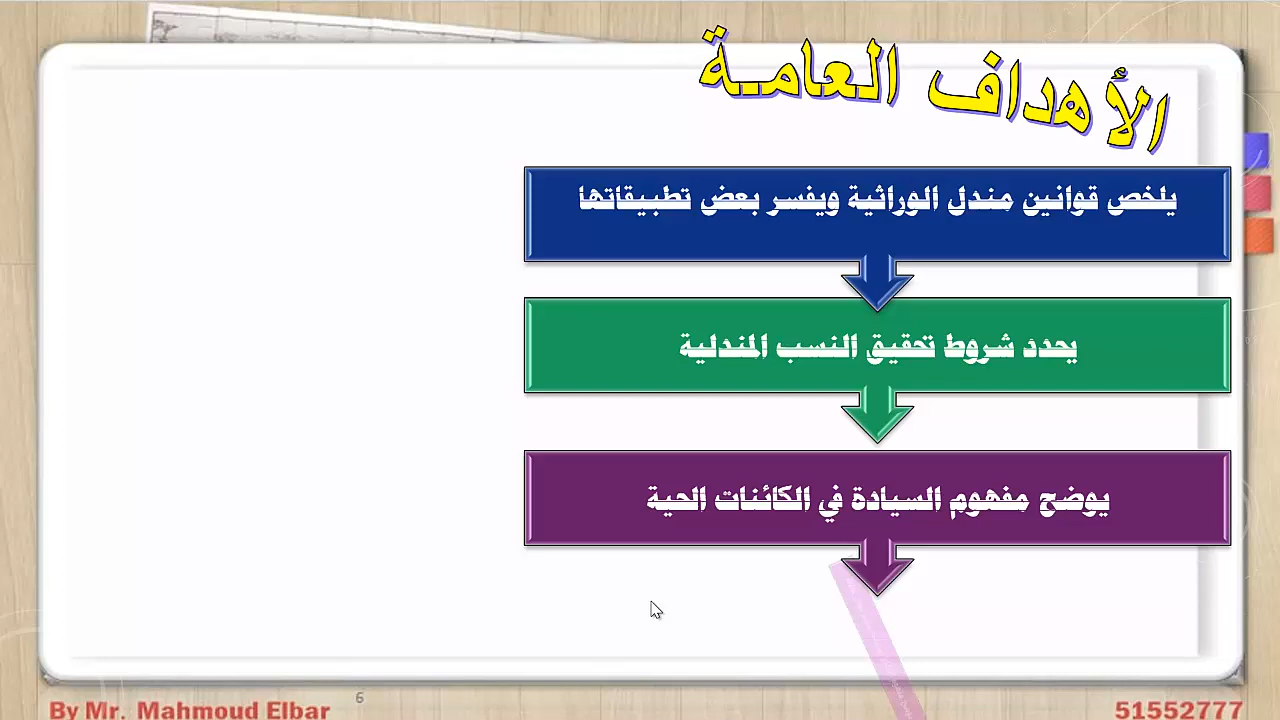 الأهداف العامة
يلخص قوانين مندل الوراثية ويفسر بعض تطبيقاتها
يحدد شروط تحقيق النسب المندلية
يوضح مفهوم السيادة في الكائنات الحية
By Mr. Mahmoud Elbar
6
51552777